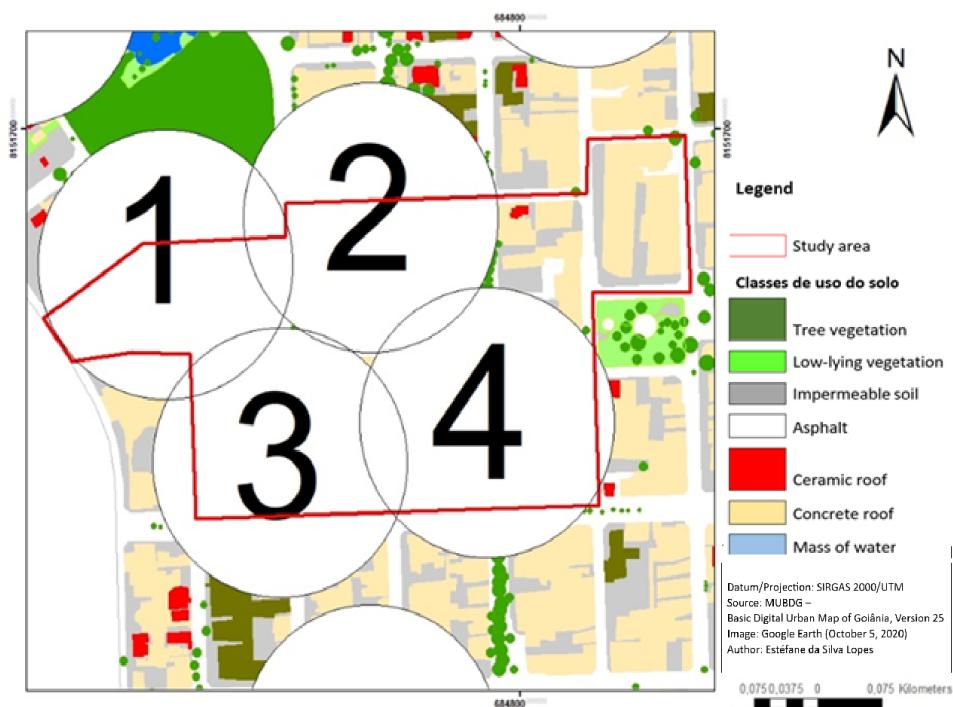 684800
8151700
8151700
N
1
2
3
4
Legend
Study area
Classes de uso do solo
Tree vegetation
Low-lying vegetation
Impermeable soil
Asphalt
Ceramic roof
Concrete roof
Mass of water
Datum/Projection: SIRGAS 2000/UTM
Source: MUBDG –
Basic Digital Urban Map of Goiânia, Version 25
Image: Google Earth (October 5, 2020)
Author: Estéfane da Silva Lopes
684800
0,0750,0375 0 0,075 Kilometers